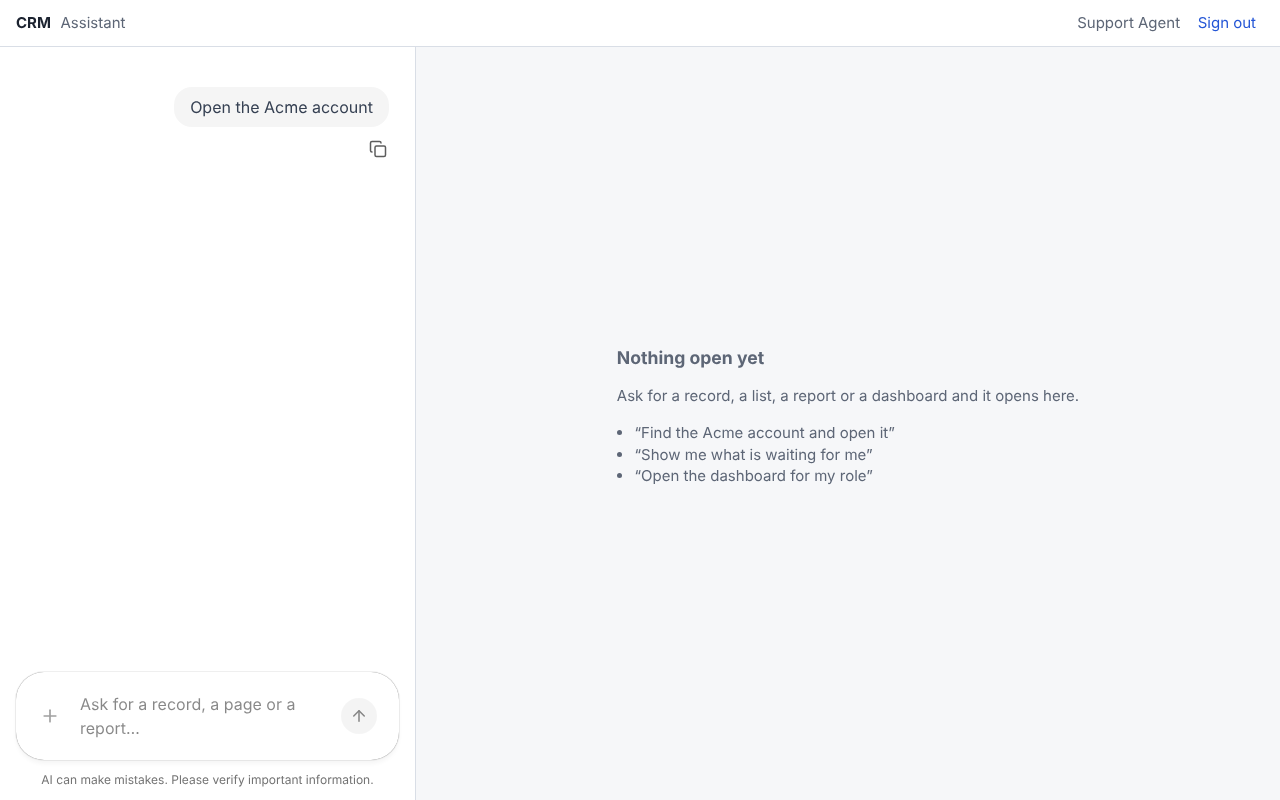 CRM Assistant
Support Agent
Sign out
Open the Acme account
Nothing open yet
Ask for a record, a list, a report or a dashboard and it opens here.
• “Find the Acme account and open it”
• “Show me what is waiting for me”
• “Open the dashboard for my role”
Ask for a record, a page or a
report...
AI can make mistakes. Please verify important information.